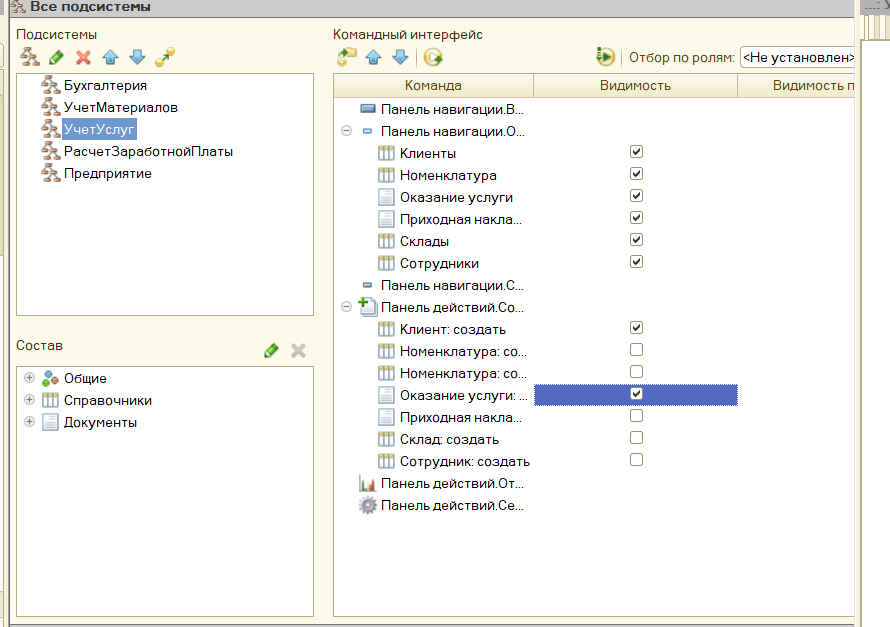 Все подсистемы
Подсистемы
Бухгалтерия
УчетМатериалов
УчетУслуг
РасчетЗаработнойПлаты
Предприятие
Состав
Общие
Справочники
Документы
Командный интерфейс
Отбор по ролям: <Не установлен>
Команда Видимость Видимость п
Панель навигации.В...
Панель навигации.О...
Клиенты
Номенклатура
Оказание услуги
Приходная накла...
Склады
Сотрудники
Панель навигации.С...
Панель действий.Со...
Клиент: создать
Номенклатура: со...
Номенклатура: со...
Оказание услуги: ...
Приходная накла...
Склад: создать
Сотрудник: создать
Панель действий.От...
Панель действий.Се...